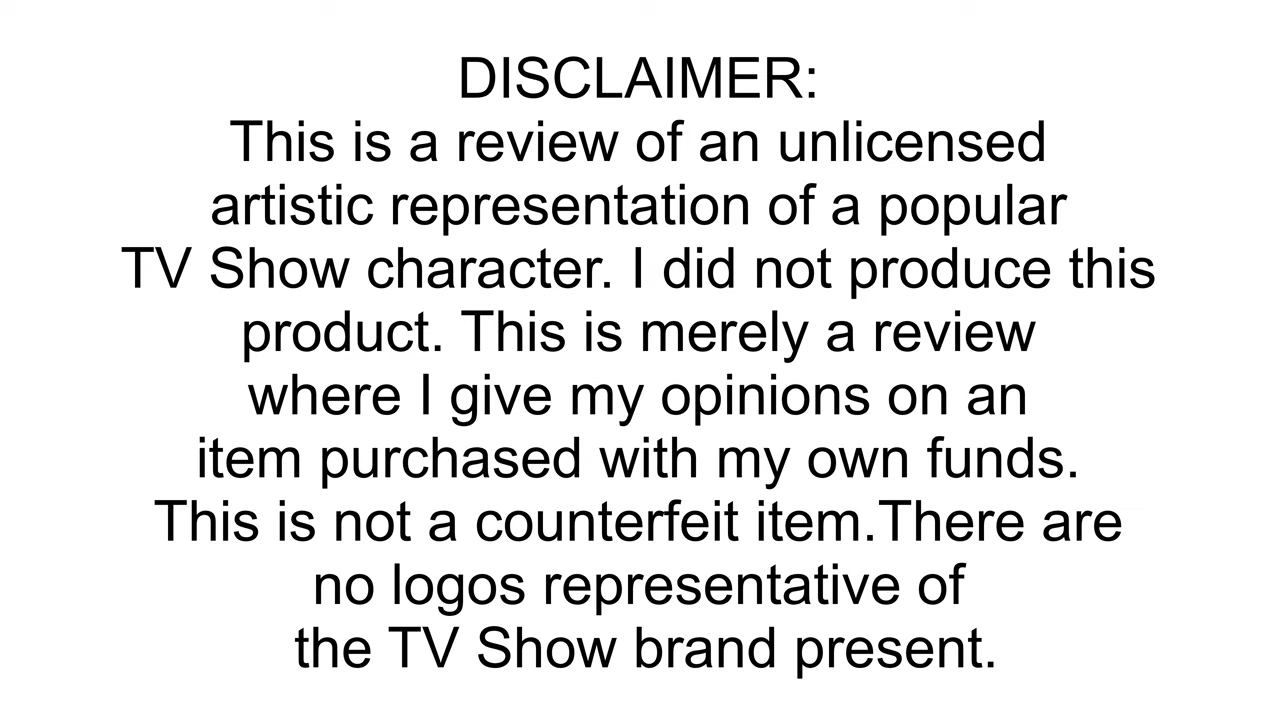 DISCLAIMER:
This is a review of an unlicensed
artistic representation of a popular
TV Show character. I did not produce this
product. This is merely a review
where I give my opinions on an
item purchased with my own funds.
This is not a counterfeit item.There are
no logos representative of
the TV Show brand present.